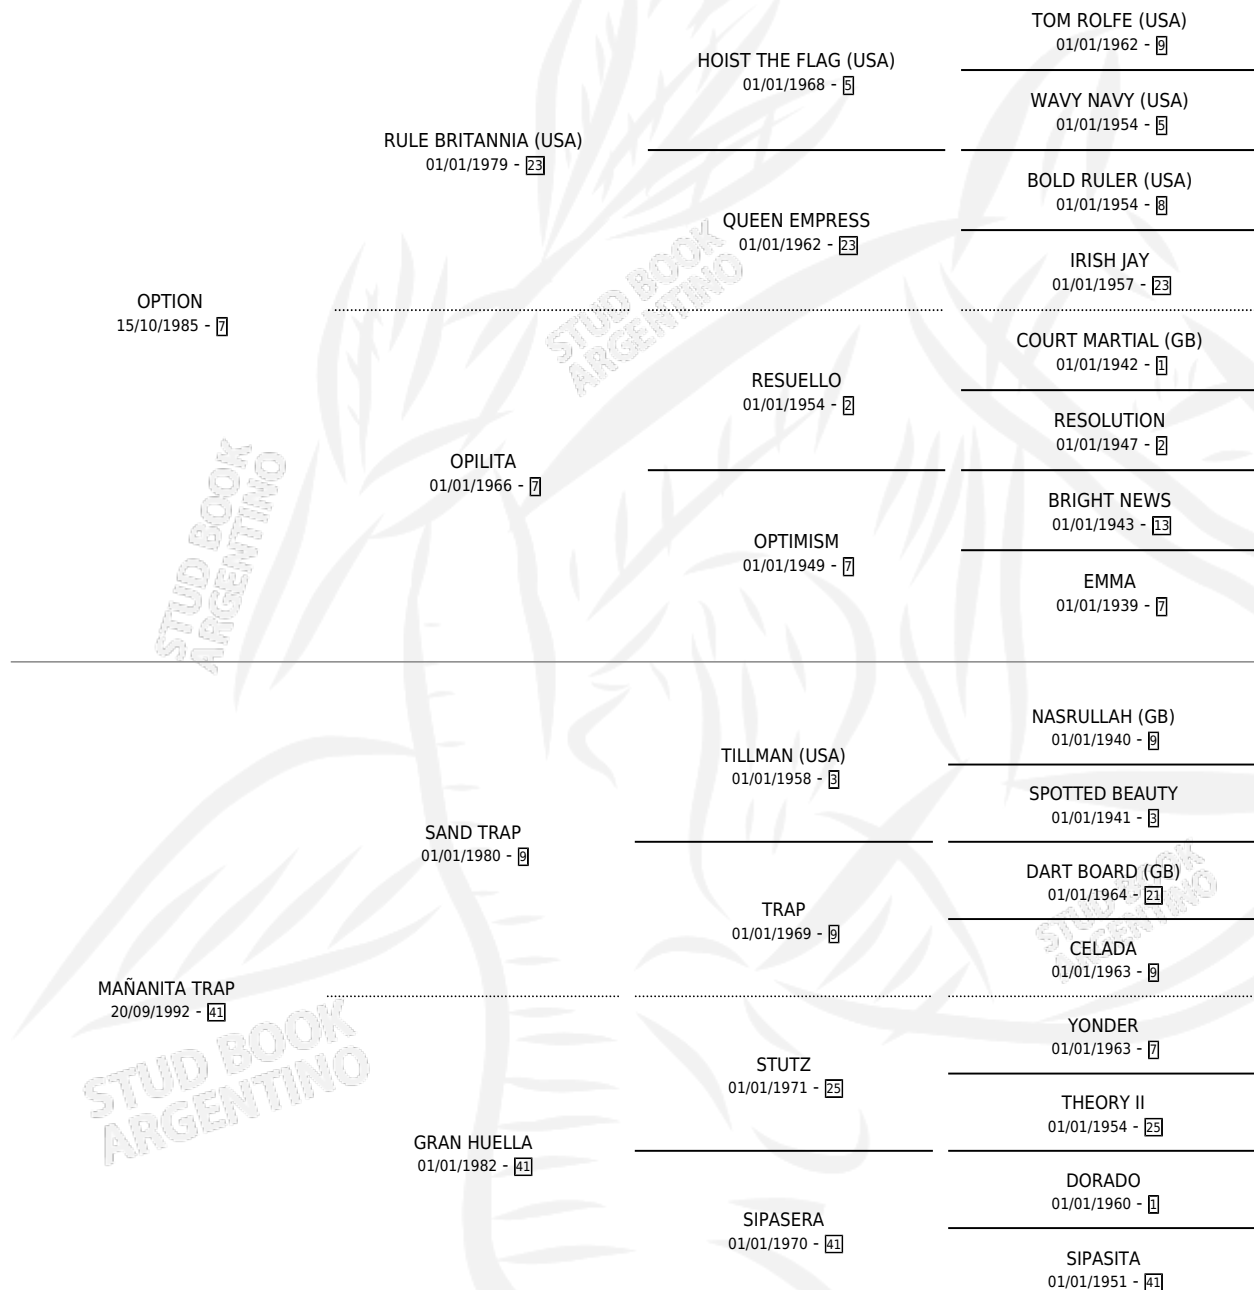 TOM ROLFE (USA)
01/01/1962 - 9
HOIST THE FLAG (USA)
01/01/1968 - 5
WAVY NAVY (USA)
01/01/1954 - 5
RULE BRITANNIA (USA)
01/01/1979 - 23
BOLD RULER (USA)
01/01/1954 - 8
QUEEN EMPRESS
01/01/1962 - 23
IRISH JAY
01/01/1957 - 23
OPTION
15/10/1985 - 7
COURT MARTIAL (GB)
01/01/1942 - 1
RESUELLO
01/01/1954 - 2
RESOLUTION
01/01/1947 - 2
OPILITA
01/01/1966 - 7
BRIGHT NEWS
01/01/1943 - 13
OPTIMISM
01/01/1949 - 7
EMMA
01/01/1939 - 7
STUD BOOK
ARGENTINO
STUD BOOK
ARGENTINO
NASRULLAH (GB)
01/01/1940 - 9
TILLMAN (USA)
01/01/1958 - 3
SPOTTED BEAUTY
01/01/1941 - 3
SAND TRAP
01/01/1980 - 9
DART BOARD (GB)
01/01/1964 - 21
TRAP
01/01/1969 - 9
CELADA
01/01/1963 - 9
MAÑANITA TRAP
20/09/1992 - 41
YONDER
01/01/1963 - 7
STUTZ
01/01/1971 - 25
THEORY II
01/01/1954 - 25
GRAN HUELLA
01/01/1982 - 41
DORADO
01/01/1960 - 1
SIPASERA
01/01/1970 - 41
SIPASITA
01/01/1951 - 41
STUD BOOK
ARGENTINO
STUD BOOK
ARGENTINO